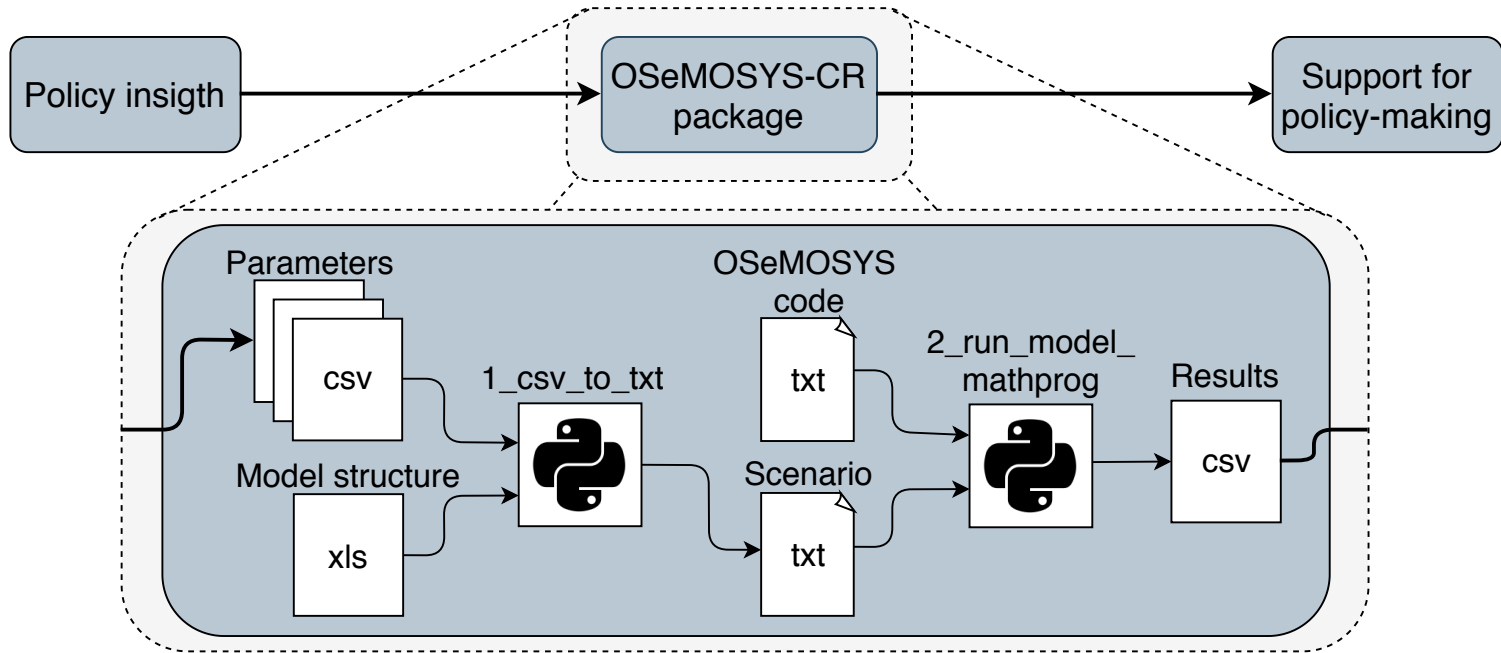 Policy insigth
OSeMOSYS-CR
package
Support for
policy-making
Parameters
csv
Model structure
xls
1_csv_to_txt
OSeMOSYS
code
txt
Scenario
txt
2_run_model_
mathprog
Results
csv